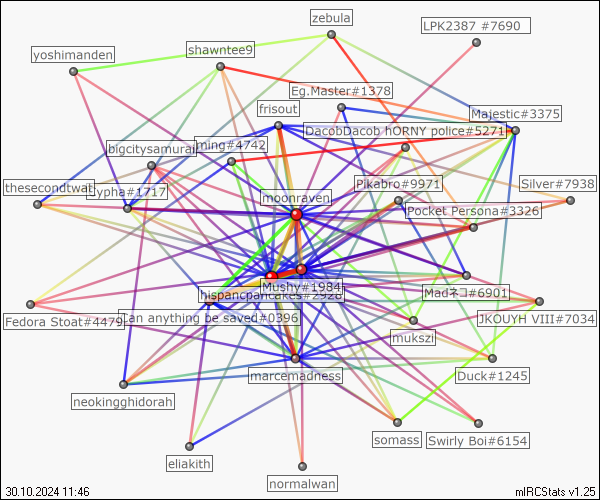 zebula
LPK2387 #7690
shawntee9
yoshimanden
Eg.Master#1378
frisout
Majestic#3375
DacobDacob hORNY police#5271
ming#4742
bigcitysamurai
Pikabro#9971
Silver#7938
thesecondtwat
Lypha#1717
moonraven
Pocket Persona#3326
Mushy#1984
hispancpancakes#2928
Madネコ#6901
Fedora Stoat#4479
Can anything be saved#0396
JKOUYH VIII#7034
mukszi
marcemadness
Duck#1245
neokingghidorah
somass
Swirly Boi#6154
eliakith
normalwan
30.10.2024 11:46
mIRCStats v1.25